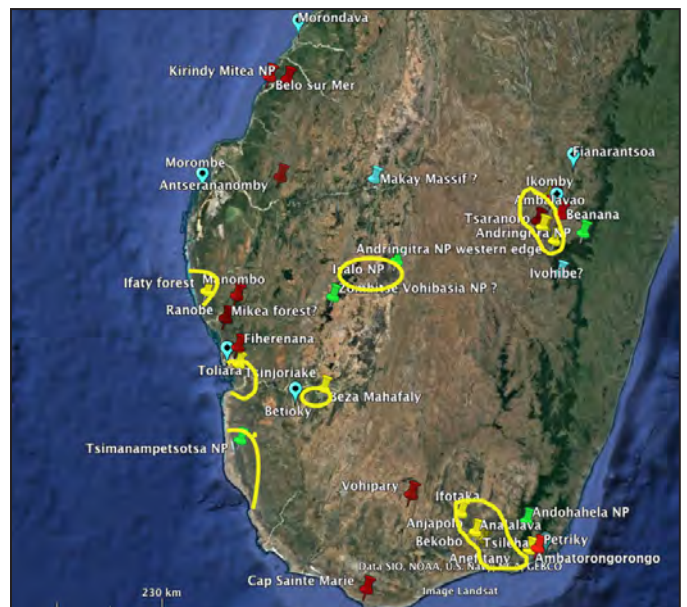 Morondava
Kirindy Mitea NP
Belo sur Mer
Fianarantsoa
Morombe
Antserananomby
Makay Massif ?
Ikomby
Ambalavao
Tsaranoro
Beanana
Andringitra NP
Andringitra NP western edge
Isalo NP
Ivohibe?
Ifaty forest
Manombo
Zombitse Vohibasia NP ?
Ranobe
Mikea forest?
Fiherenana
Toliara
Tsinjoriake
Beza Mahafaly
Betioky
Tsimanampetsotsa NP
Vohipary
Ifotaka
Anjapolo
Analalava
Andohahela NP
Bekobo
Tsileha
Petriky
Anefitany
Ambatorongorongo
Data SIO, NOAA, U.S. Navy, NGA, GEBCO
Cap Sainte Marie
230 km
Image Landsat